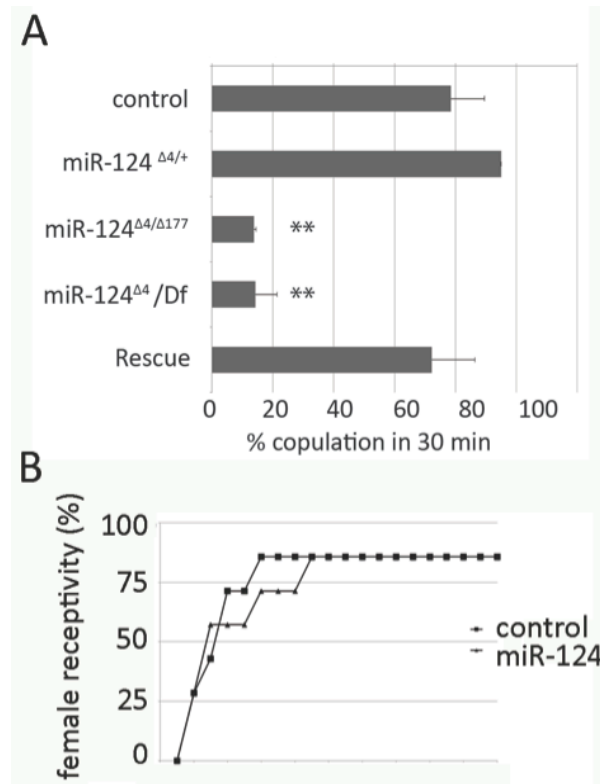 A
control
miR-124 Δ4/+
miR-124Δ4/Δ177
**
miR-124Δ4 /Df
**
Rescue
0 20 40 60 80 100
% copulation in 30 min
B
female receptivity (%)
100
75
50
25
0
control
miR-124